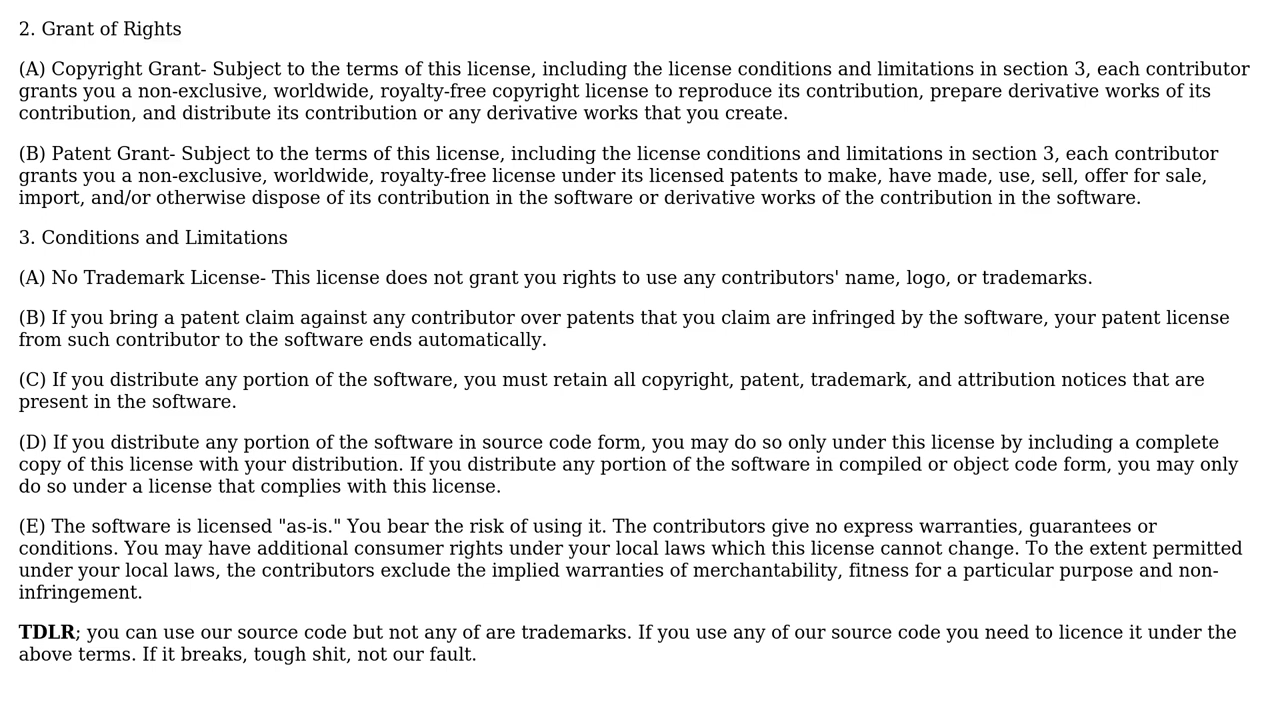 2. Grant of Rights
(A) Copyright Grant- Subject to the terms of this license, including the license conditions and limitations in section 3, each contributor
grants you a non-exclusive, worldwide, royalty-free copyright license to reproduce its contribution, prepare derivative works of its
contribution, and distribute its contribution or any derivative works that you create.
(B) Patent Grant- Subject to the terms of this license, including the license conditions and limitations in section 3, each contributor
grants you a non-exclusive, worldwide, royalty-free license under its licensed patents to make, have made, use, sell, offer for sale,
import, and/or otherwise dispose of its contribution in the software or derivative works of the contribution in the software.
3. Conditions and Limitations
(A) No Trademark License- This license does not grant you rights to use any contributors' name, logo, or trademarks.
(B) If you bring a patent claim against any contributor over patents that you claim are infringed by the software, your patent license
from such contributor to the software ends automatically.
(C) If you distribute any portion of the software, you must retain all copyright, patent, trademark, and attribution notices that are
present in the software.
(D) If you distribute any portion of the software in source code form, you may do so only under this license by including a complete
copy of this license with your distribution. If you distribute any portion of the software in compiled or object code form, you may only
do so under a license that complies with this license.
(E) The software is licensed "as-is." You bear the risk of using it. The contributors give no express warranties, guarantees or
conditions. You may have additional consumer rights under your local laws which this license cannot change. To the extent permitted
under your local laws, the contributors exclude the implied warranties of merchantability, fitness for a particular purpose and non-
infringement.
TDLR; you can use our source code but not any of are trademarks. If you use any of our source code you need to licence it under the
above terms. If it breaks, tough shit, not our fault.